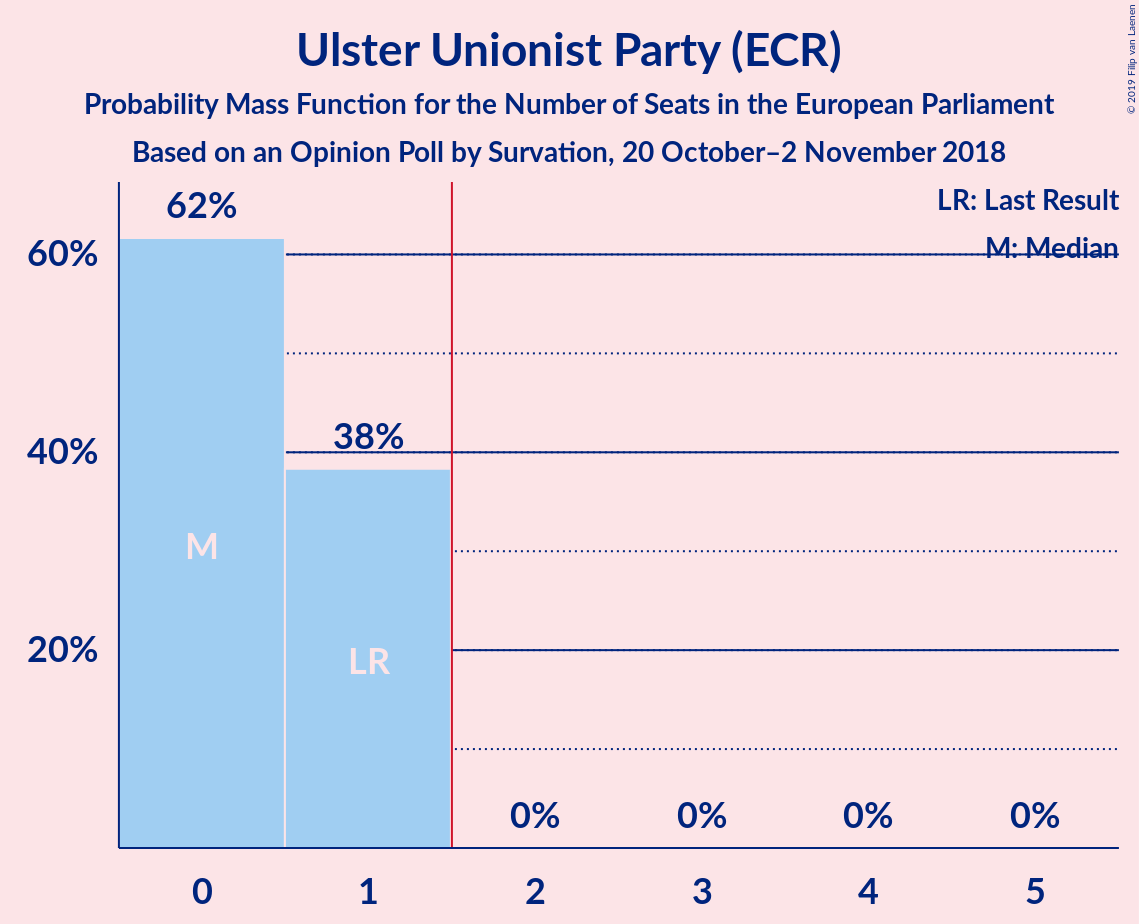 Ulster Unionist Party (ECR)
Probability Mass Function for the Number of Seats in the European Parliament
Based on an Opinion Poll by Survation, 20 October–2 November 2018
© 2019 Filip van Laenen
LR: Last Result
M: Median
62%
60%
38%
40%
M
LR
20%
0% 0% 0% 0%
0 1 2 3 4 5